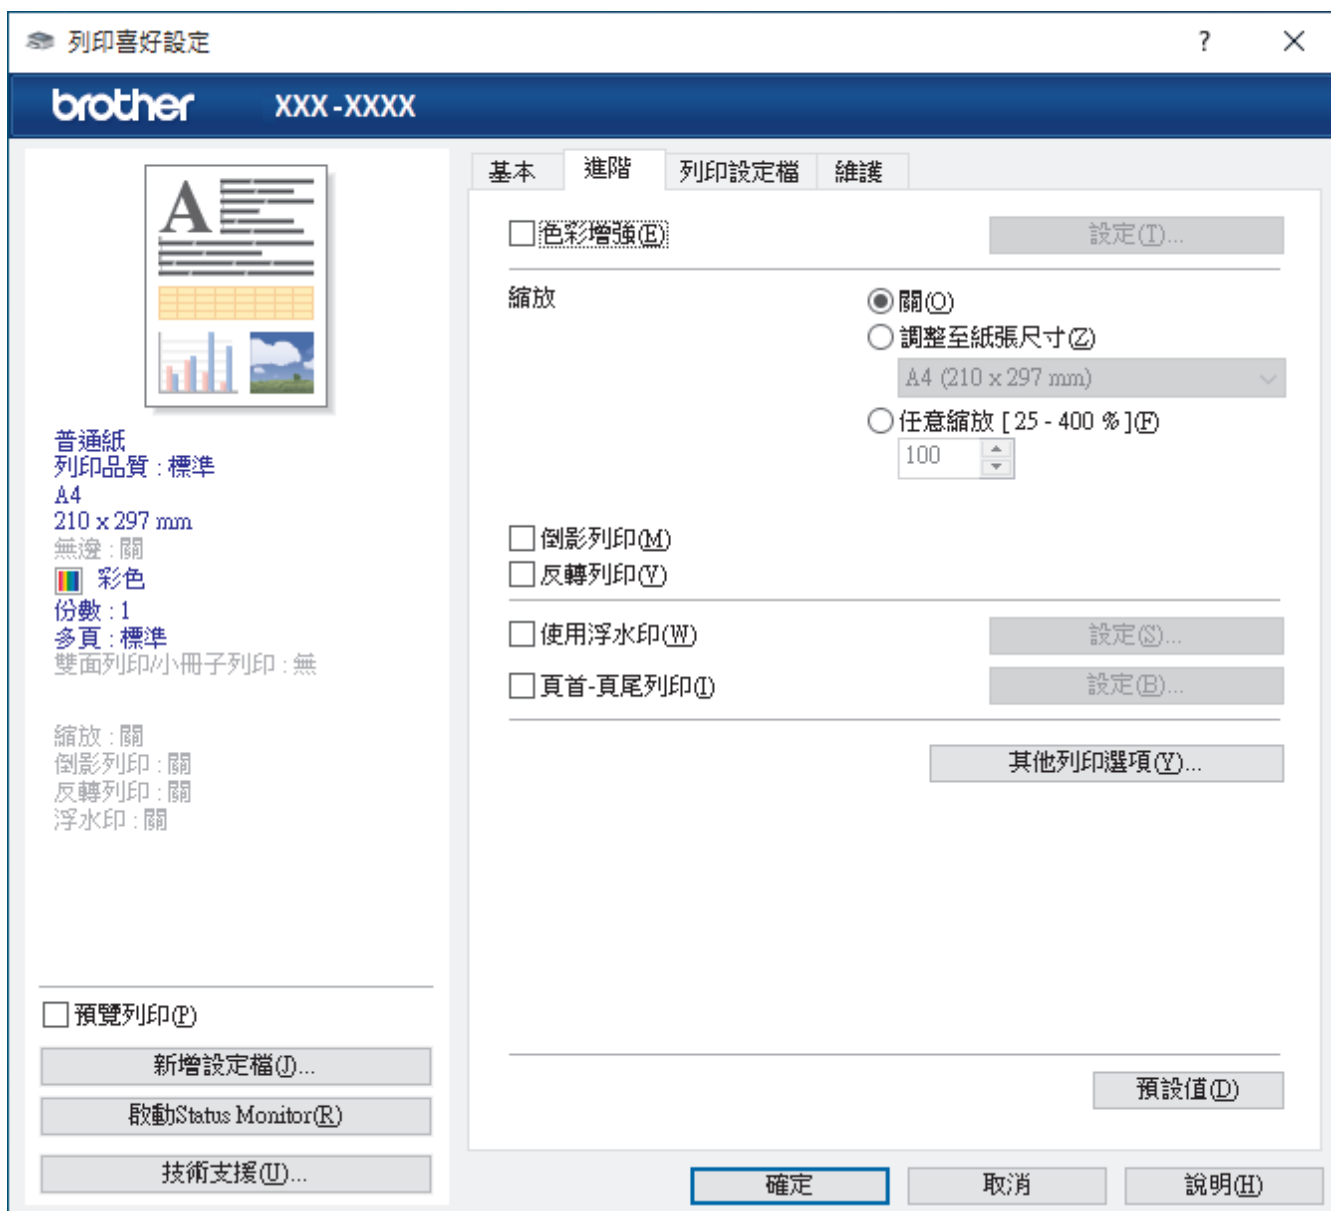 列印喜好設定
?
brother XXX-XXXX
基本 進階 列印設定檔 維護
A
普通紙
列印品質 : 標準
A4
210 x 297 mm
無邊 : 關
彩色
份數 : 1
多頁 : 標準
雙面列印/小冊子列印 : 無
縮放 : 關
倒影列印 : 關
反轉列印 : 關
浮水印 : 關
預覽列印(P)
新增設定檔(J)...
啟動Status Monitor(R)
技術支援(U)...
色彩增強(E) 設定(T)...
縮放
關(O)
調整至紙張尺寸(Z)
A4 (210 x 297 mm)
任意縮放 [ 25 - 400 % ](F)
100
倒影列印(M)
反轉列印(V)
使用浮水印(W) 設定(S)...
頁首-頁尾列印(I) 設定(B)...
其他列印選項(Y)...
預設值(D)
確定 取消 說明(H)